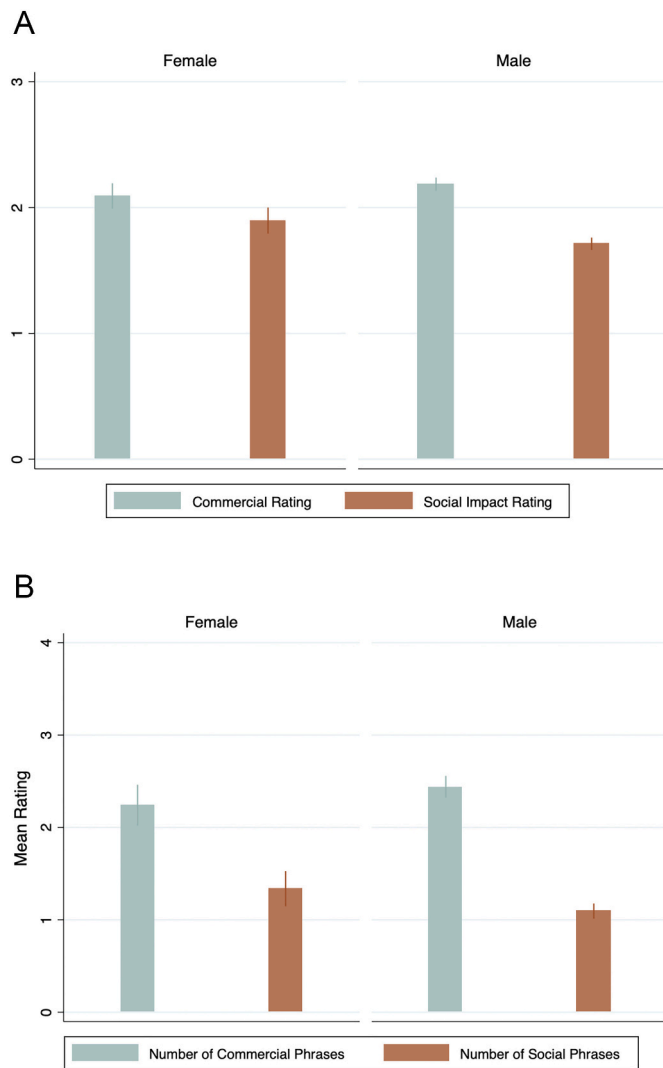 A
Female Male
3
2
1
0
Commercial Rating Social Impact Rating
B
Female Male
4
3
2
1
0
Mean Rating
Number of Commercial Phrases Number of Social Phrases